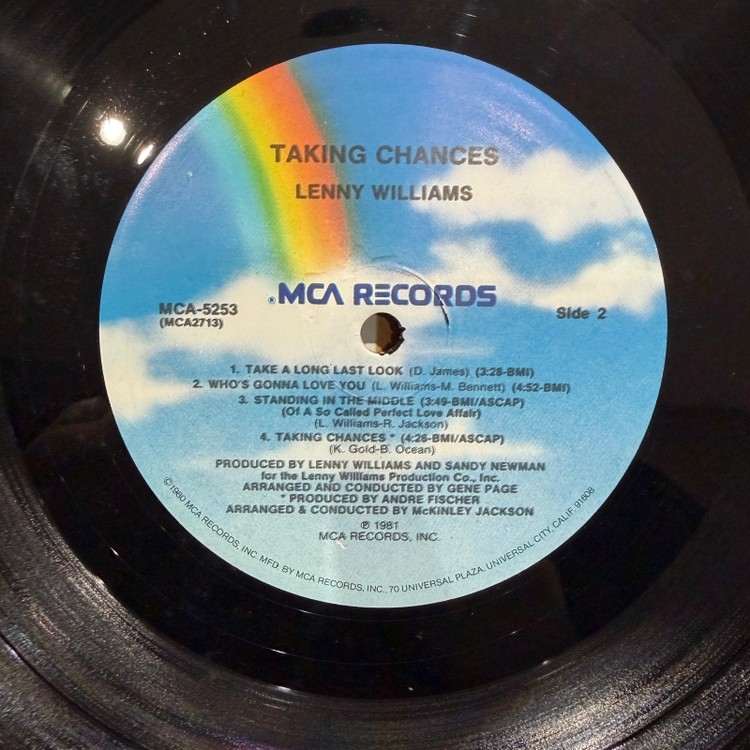 TAKING CHANCES
LENNY WILLIAMS
®MCA RECORDS
MCA-5253
(MCA2713)
Side 2
1. TAKE A LONG LAST LOOK (D. James) (3:28-BMI)
2. WHO'S GONNA LOVE YOU (L. Williams-M. Bennett) (4:52-BMI)
3. STANDING IN THE MIDDLE (3:49-BMI/ASCAP)
(Of A So Called Perfect Love Affair)
(L. Williams-R. Jackson)
4. TAKING CHANCES * (4:26-BMI/ASCAP)
(K. Gold-B. Ocean)
PRODUCED BY LENNY WILLIAMS AND SANDY NEWMAN
for the Lenny Williams Production Co., Inc.
ARRANGED AND CONDUCTED BY GENE PAGE
* PRODUCED BY ANDRE FISCHER
ARRANGED & CONDUCTED BY McKINLEY JACKSON
℗ 1981
MCA RECORDS, INC.
©1980 MCA RECORDS, INC. MFD. BY MCA RECORDS, INC., 70 UNIVERSAL PLAZA, UNIVERSAL CITY, CALIF. 91608